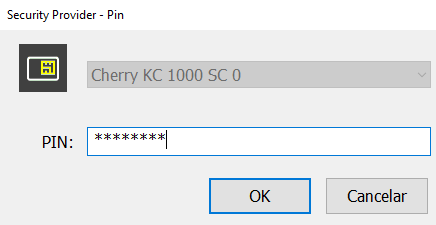 Security Provider - Pin
Cherry KC 1000 SC 0
PIN: ********
OK Cancelar